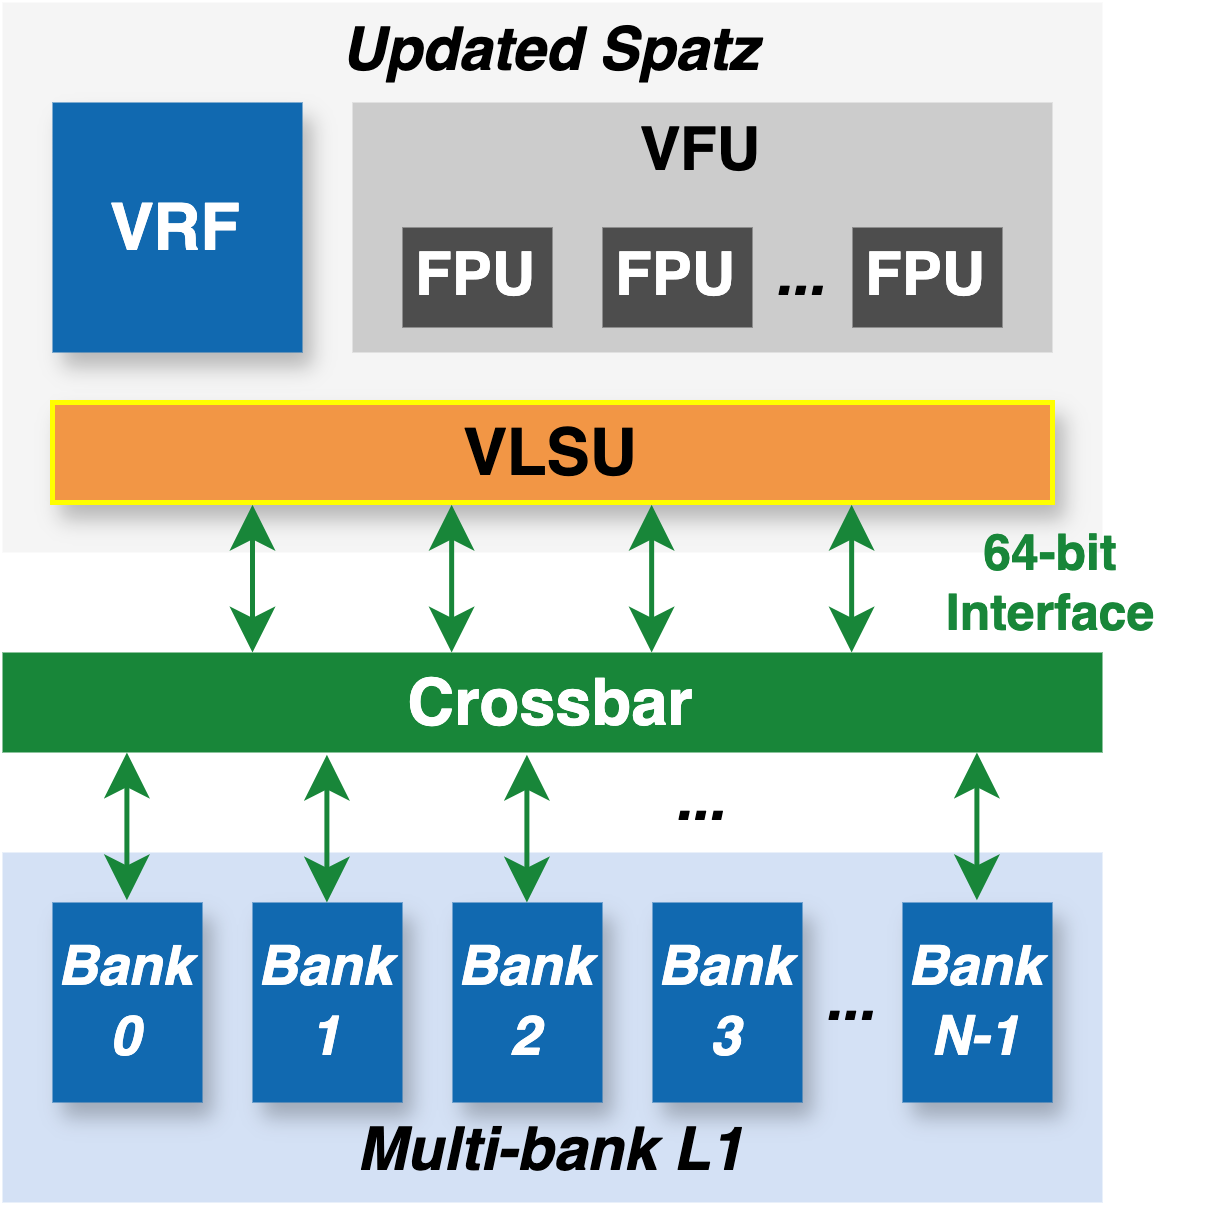 Updated Spatz
VRF
VFU
FPU
FPU
...
FPU
VLSU
64-bit
Interface
Crossbar
...
Bank
0
Bank
1
Bank
2
Bank
3
...
Bank
N-1
Multi-bank L1